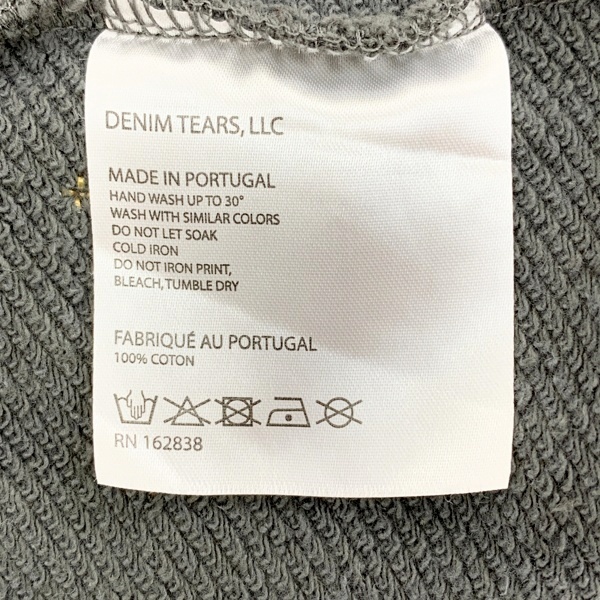 DENIM TEARS, LLC
MADE IN PORTUGAL
HAND WASH UP TO 30°
WASH WITH SIMILAR COLORS
DO NOT LET SOAK
COLD IRON
DO NOT IRON PRINT,
BLEACH, TUMBLE DRY
FABRIQUÉ AU PORTUGAL
100% COTON
RN 162838